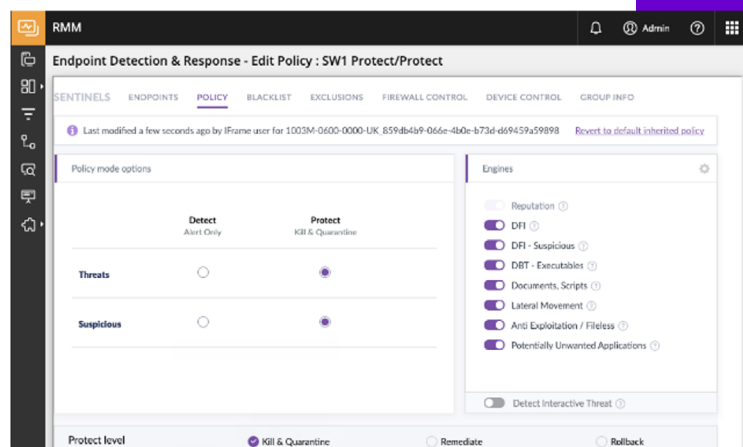 RMM
Admin
Endpoint Detection & Response - Edit Policy : SW1 Protect/Protect
SENTINELS ENDPOINTS POLICY BLACKLIST EXCLUSIONS FIREWALL CONTROL DEVICE CONTROL GROUP INFO
Last modified a few seconds ago by IFrame user for 1003M-0600-0000-UK_859db4b9-066e-4b0e-b73d-d69459a59898 Revert to default inherited policy
Policy mode options
Detect Protect
Alert Only Kill & Quarantine
Threats
Suspicious
Engines
Reputation
DFI
DFI - Suspicious
DBT - Executables
Documents, Scripts
Lateral Movement
Anti Exploitation / Fileless
Potentially Unwanted Applications
Detect Interactive Threat
Protect level Kill & Quarantine Remediate Rollback